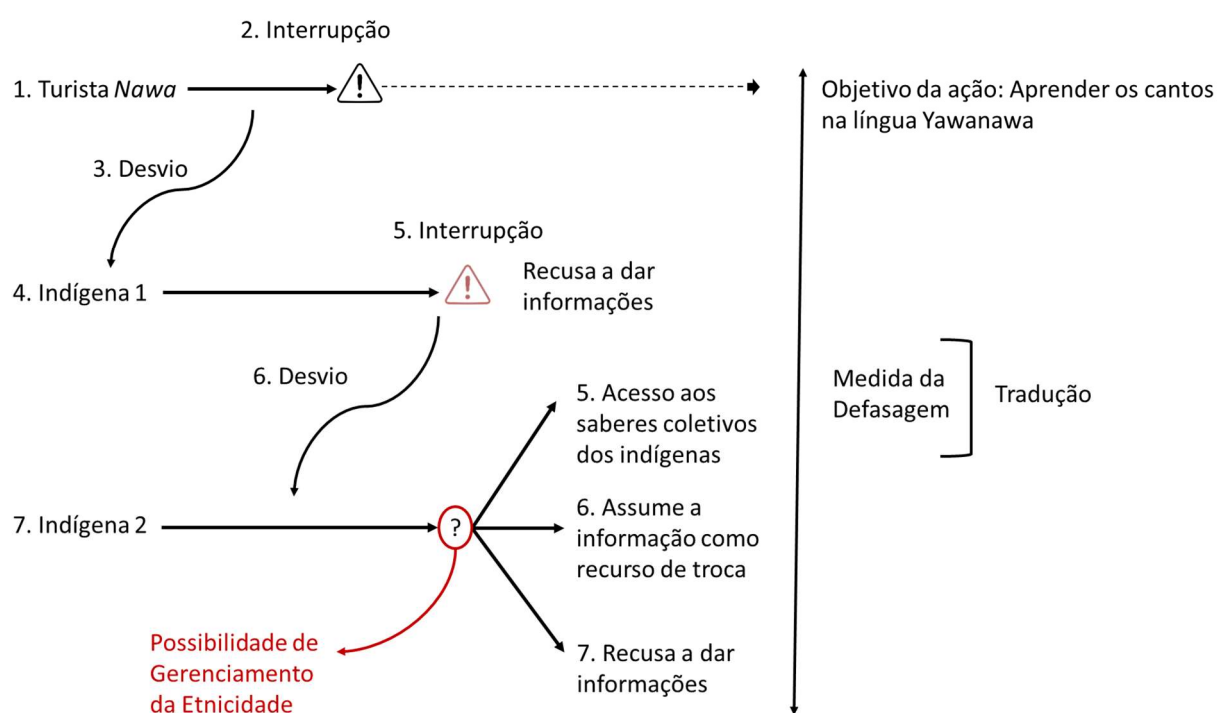 2. Interrupção
1. Turista Nawa
Objetivo da ação: Aprender os cantos
na língua Yawanawa
3. Desvio
5. Interrupção
4. Indígena 1
Recusa a dar
informações
6. Desvio
Medida da
Defasagem
Tradução
5. Acesso aos
saberes coletivos
dos indígenas
7. Indígena 2
?
6. Assume a
informação como
recurso de troca
7. Recusa a dar
informações
Possibilidade de
Gerenciamento
da Etnicidade